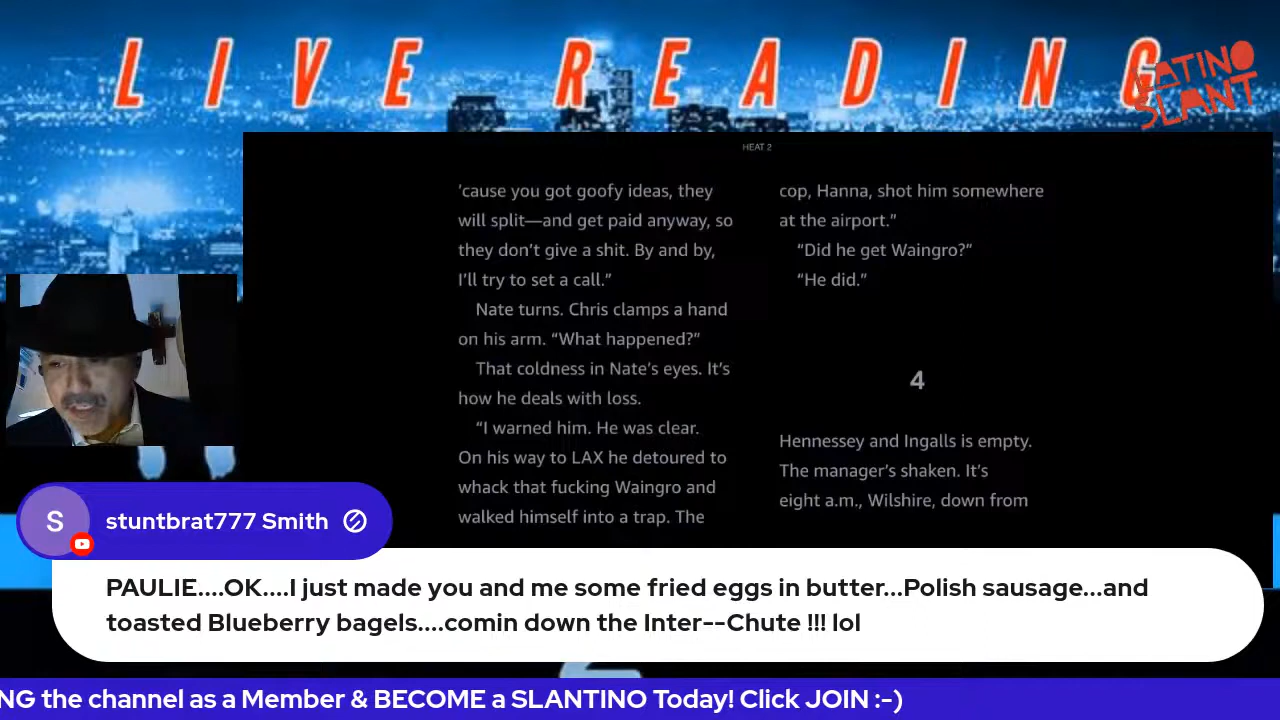 LIVE READING
LATINO
SLANT
HEAT 2
’cause you got goofy ideas, they
will split—and get paid anyway, so
they don’t give a shit. By and by,
I’ll try to set a call.”
Nate turns. Chris clamps a hand
on his arm. “What happened?”
That coldness in Nate’s eyes. It’s
how he deals with loss.
“I warned him. He was clear.
On his way to LAX he detoured to
whack that fucking Waingro and
walked himself into a trap. The
cop, Hanna, shot him somewhere
at the airport.”
“Did he get Waingro?”
“He did.”
4
Hennessey and Ingalls is empty.
The manager’s shaken. It’s
eight a.m., Wilshire, down from
S
stuntbrat777 Smith
PAULIE....OK....I just made you and me some fried eggs in butter...Polish sausage...and
toasted Blueberry bagels....comin down the Inter--Chute !!! lol
NG the channel as a Member & BECOME a SLANTINO Today! Click JOIN :-)